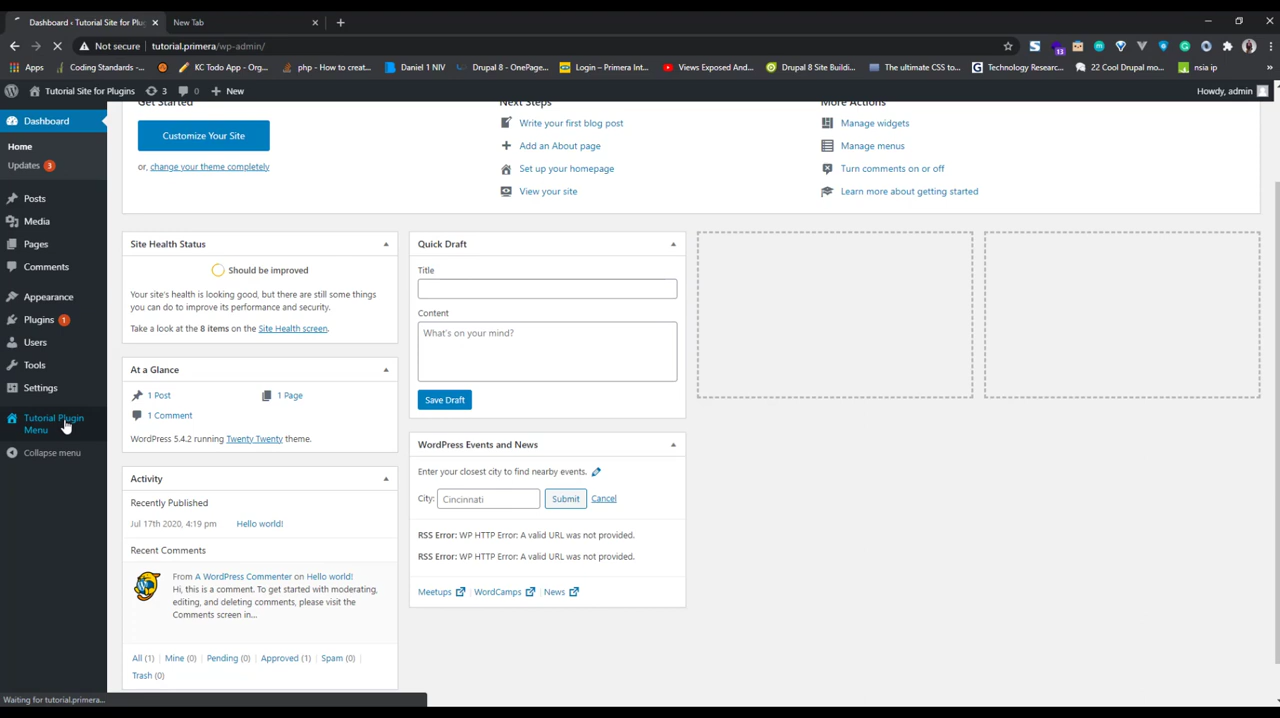 Dashboard ‹ Tutorial Site for Plug
New Tab
Not secure tutorial.primera/wp-admin/
13
Apps
Coding Standards -...
KC Todo App - Org...
php - How to creat...
Daniel 1 NIV
Drupal 8 - OnePage...
Login – Primera Int...
Views Exposed And...
Drupal 8 Site Buildi...
The ultimate CSS to...
Technology Researc...
22 Cool Drupal mo...
nsia ip
Tutorial Site for Plugins 3 0 New
Howdy, admin
Dashboard
Home
Updates 3
Posts
Media
Pages
Comments
Appearance
Plugins 1
Users
Tools
Settings
Tutorial Plugin
Menu
Collapse menu
Get Started
Customize Your Site
or, change your theme completely
Next Steps
Write your first blog post
Add an About page
Set up your homepage
View your site
More Actions
Manage widgets
Manage menus
Turn comments on or off
Learn more about getting started
Site Health Status
Should be improved
Your site's health is looking good, but there are still some things
you can do to improve its performance and security.
Take a look at the 8 items on the Site Health screen.
At a Glance
1 Post
1 Page
1 Comment
WordPress 5.4.2 running Twenty Twenty theme.
Activity
Recently Published
Jul 17th 2020, 4:19 pm Hello world!
Recent Comments
From A WordPress Commenter on Hello world!
Hi, this is a comment. To get started with moderating,
editing, and deleting comments, please visit the
Comments screen in...
All (1) | Mine (0) | Pending (0) | Approved (1) | Spam (0) |
Trash (0)
Quick Draft
Title
Content
What's on your mind?
Save Draft
WordPress Events and News
Enter your closest city to find nearby events.
City: Cincinnati Submit Cancel
RSS Error: WP HTTP Error: A valid URL was not provided.
RSS Error: WP HTTP Error: A valid URL was not provided.
Meetups | WordCamps | News
Waiting for tutorial.primera...